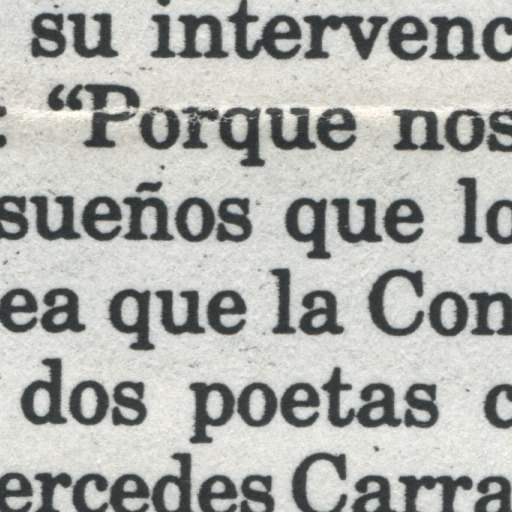 su intervenc
: “Porque nos
sueños que lo
ea que la Con
dos poetas c
ercedes Carra